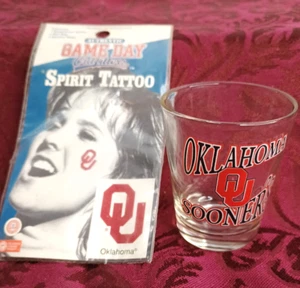 GAME DAY
SPIRIT TATTOO
OU
OU
Oklahoma®
OKLAHOMA
OU
SOONERS